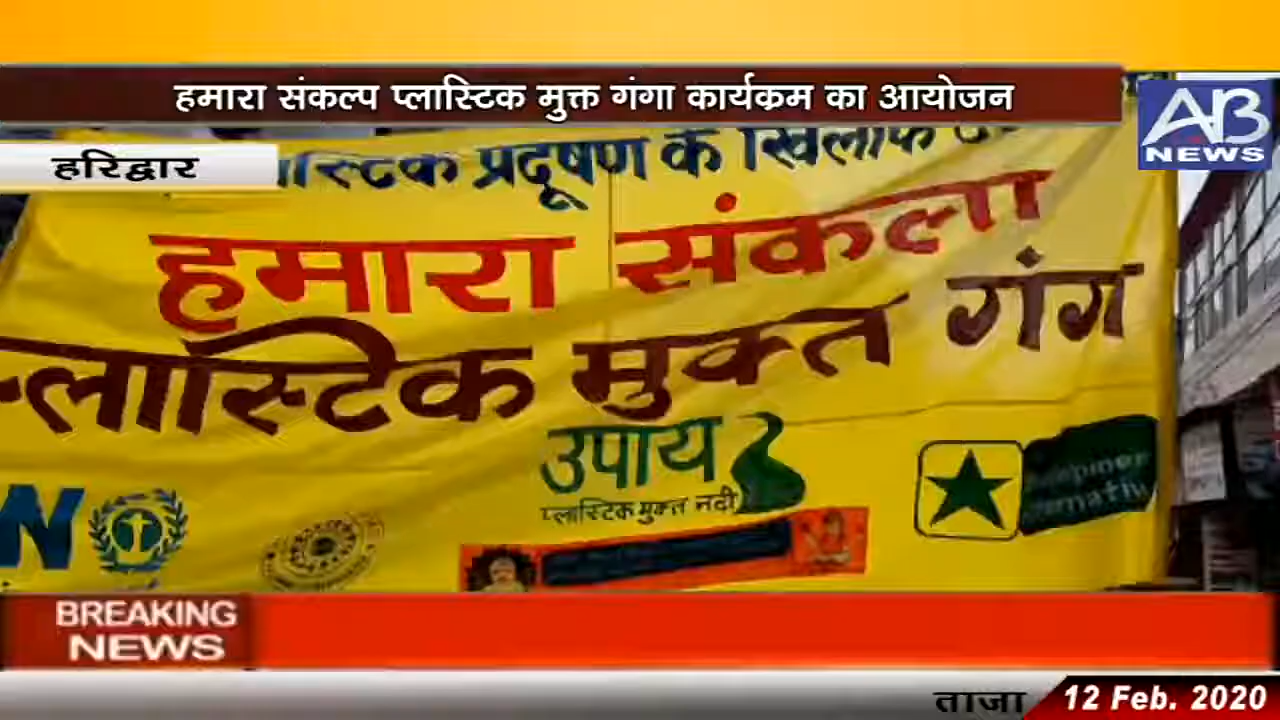 हमारा संकल्प प्लास्टिक मुक्त गंगा कार्यक्रम का आयोजन
AB NEWS
हरिद्वार
प्रदूषण के खिलाफ
हमारा संकला
प्लास्टिक मुक्त गंग
उपाय
प्लास्टिक मुक्त नदी
N
BREAKING
NEWS
ताजा
12 Feb. 2020